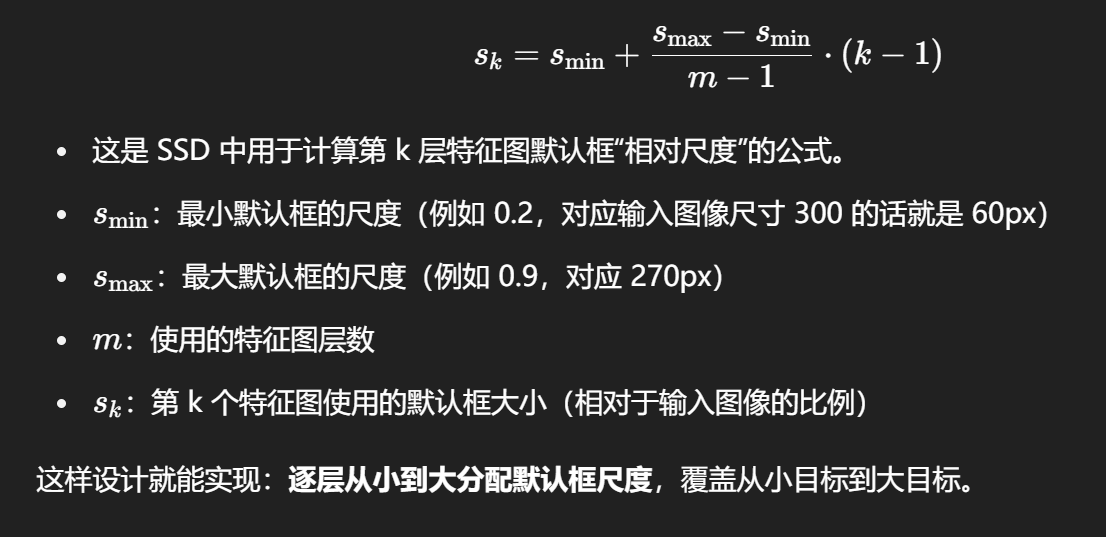 $s_k = s_{\min} + \frac{s_{\max} - s_{\min}}{m - 1} \cdot (k - 1)$
• 这是 SSD 中用于计算第 k 层特征图默认框“相对尺度”的公式。
• $s_{\min}$：最小默认框的尺度（例如 0.2，对应输入图像尺寸 300 的话就是 60px）
• $s_{\max}$：最大默认框的尺度（例如 0.9，对应 270px）
• $m$：使用的特征图层数
• $s_k$：第 k 个特征图使用的默认框大小（相对于输入图像的比例）
这样设计就能实现：逐层从小到大分配默认框尺度，覆盖从小目标到大目标。